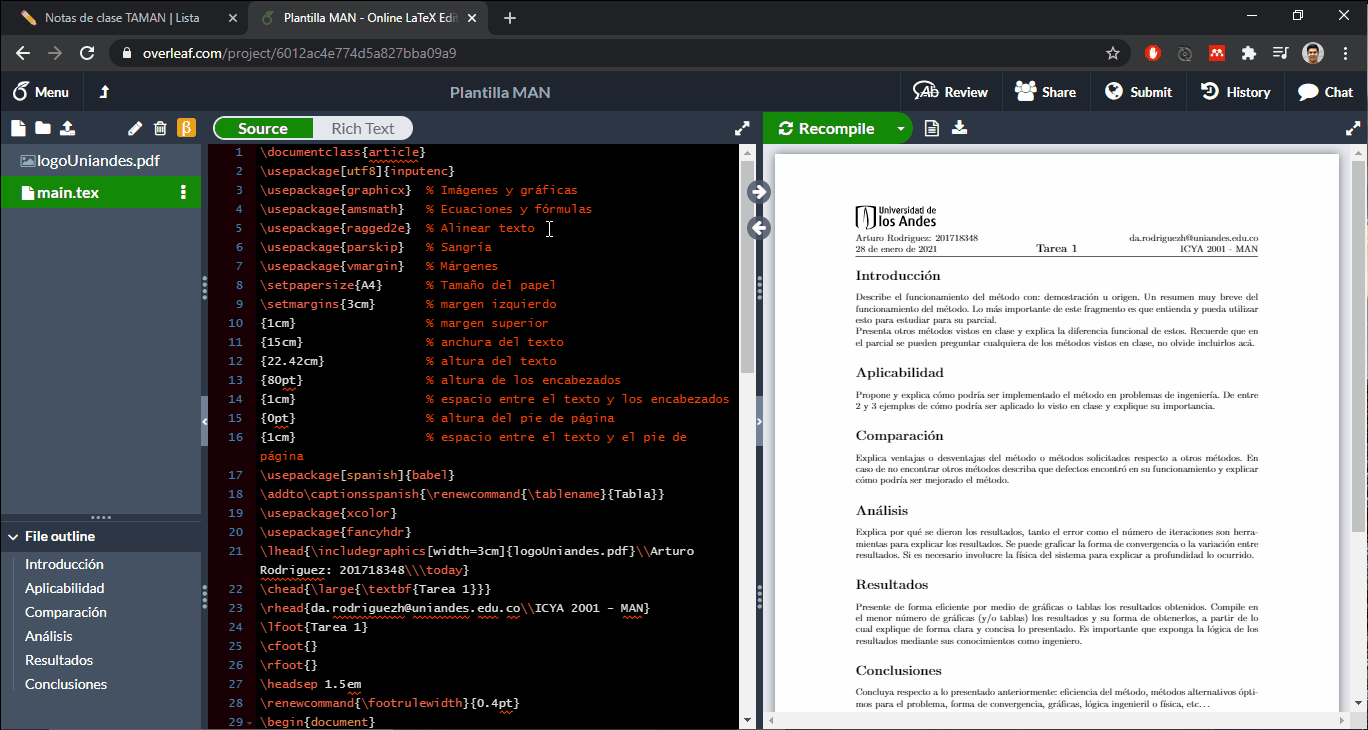 Notas de clase TAMAN | Lista
Plantilla MAN - Online LaTeX Edit
overleaf.com/project/6012ac4e774d5a827bba09a9
Menu
Plantilla MAN
Review
Share
Submit
History
Chat
β
Source
Rich Text
Recompile
logoUniandes.pdf
main.tex
File outline
Introducción
Aplicabilidad
Comparación
Análisis
Resultados
Conclusiones
1 \documentclass{article}
2 \usepackage[utf8]{inputenc}
3 \usepackage{graphicx} % Imágenes y gráficas
4 \usepackage{amsmath} % Ecuaciones y fórmulas
5 \usepackage{ragged2e} % Alinear texto
6 \usepackage{parskip} % Sangría
7 \usepackage{vmargin} % Márgenes
8 \setpapersize{A4} % Tamaño del papel
9 \setmargins{3cm} % margen izquierdo
10 {1cm} % margen superior
11 {15cm} % anchura del texto
12 {22.42cm} % altura del texto
13 {80pt} % altura de los encabezados
14 {1cm} % espacio entre el texto y los encabezados
15 {0pt} % altura del pie de página
16 {1cm} % espacio entre el texto y el pie de
página
17 \usepackage[spanish]{babel}
18 \addto\captionsspanish{\renewcommand{\tablename}{Tabla}}
19 \usepackage{xcolor}
20 \usepackage{fancyhdr}
21 \lhead{\includegraphics[width=3cm]{logoUniandes.pdf}\\Arturo
Rodriguez: 201718348\\\today}
22 \chead{\large{\textbf{Tarea 1}}}
23 \rhead{da.rodriguezh@uniandes.edu.co\\ICYA 2001 - MAN}
24 \lfoot{Tarea 1}
25 \cfoot{}
26 \rfoot{}
27 \headsep 1.5em
28 \renewcommand{\footrulewidth}{0.4pt}
29 \begin{document}
Universidad de
los Andes
Arturo Rodriguez: 201718348
28 de enero de 2021
Tarea 1
da.rodriguezh@uniandes.edu.co
ICYA 2001 - MAN
Introducción
Describe el funcionamiento del método con: demostración u origen. Un resumen muy breve del
funcionamiento del método. Lo más importante de este fragmento es que entienda y pueda utilizar
esto para estudiar para su parcial.
Presenta otros métodos vistos en clase y explica la diferencia funcional de estos. Recuerde que en
el parcial se pueden preguntar cualquiera de los métodos vistos en clase, no olvide incluirlos acá.
Aplicabilidad
Propone y explica cómo podría ser implementado el método en problemas de ingeniería. De entre
2 y 3 ejemplos de cómo podría ser aplicado lo visto en clase y explique su importancia.
Comparación
Explica ventajas o desventajas del método o métodos solicitados respecto a otros métodos. En
caso de no encontrar otros métodos describa que defectos encontró en su funcionamiento y explicar
cómo podría ser mejorado el método.
Análisis
Explica por qué se dieron los resultados, tanto el error como el número de iteraciones son herra-
mientas para explicar los resultados. Se puede graficar la forma de convergencia o la variación entre
resultados. Si es necesario involucre la física del sistema para explicar a profundidad lo ocurrido.
Resultados
Presente de forma eficiente por medio de gráficas o tablas los resultados obtenidos. Compile en
el menor número de gráficas (y/o tablas) los resultados y su forma de obtenerlos, a partir de lo
cual explique de forma clara y concisa lo presentado. Es importante que exponga la lógica de los
resultados mediante sus conocimientos como ingeniero.
Conclusiones
Concluya respecto a lo presentado anteriormente: eficiencia del método, métodos alternativos ópti-
mos para el problema, forma de convergencia, gráficas, lógica ingenieril o física, etc...